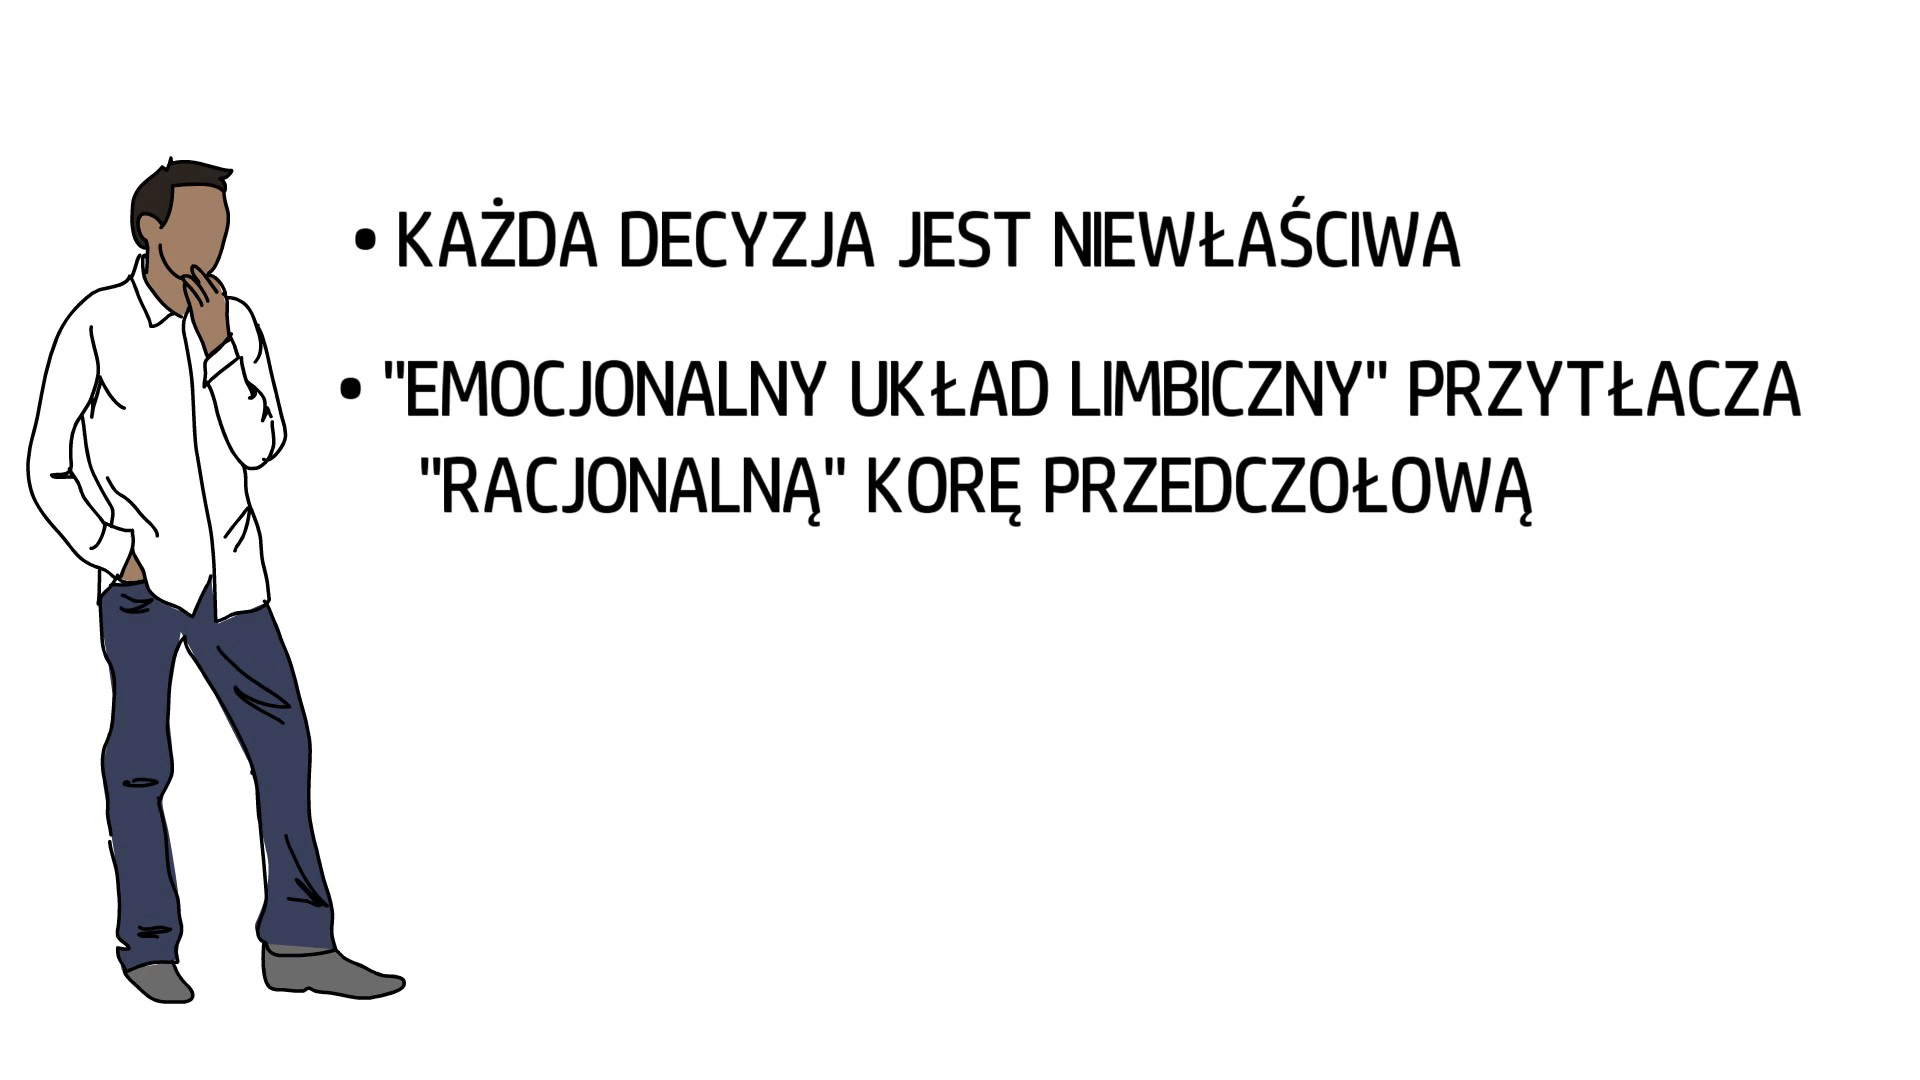 • KAŻDA DECYZJA JEST NIEWŁAŚCIWA
• "EMOCJONALNY UKŁAD LIMBICZNY" PRZYTŁACZA
"RACJONALNĄ" KORĘ PRZEDCZOŁOWĄ